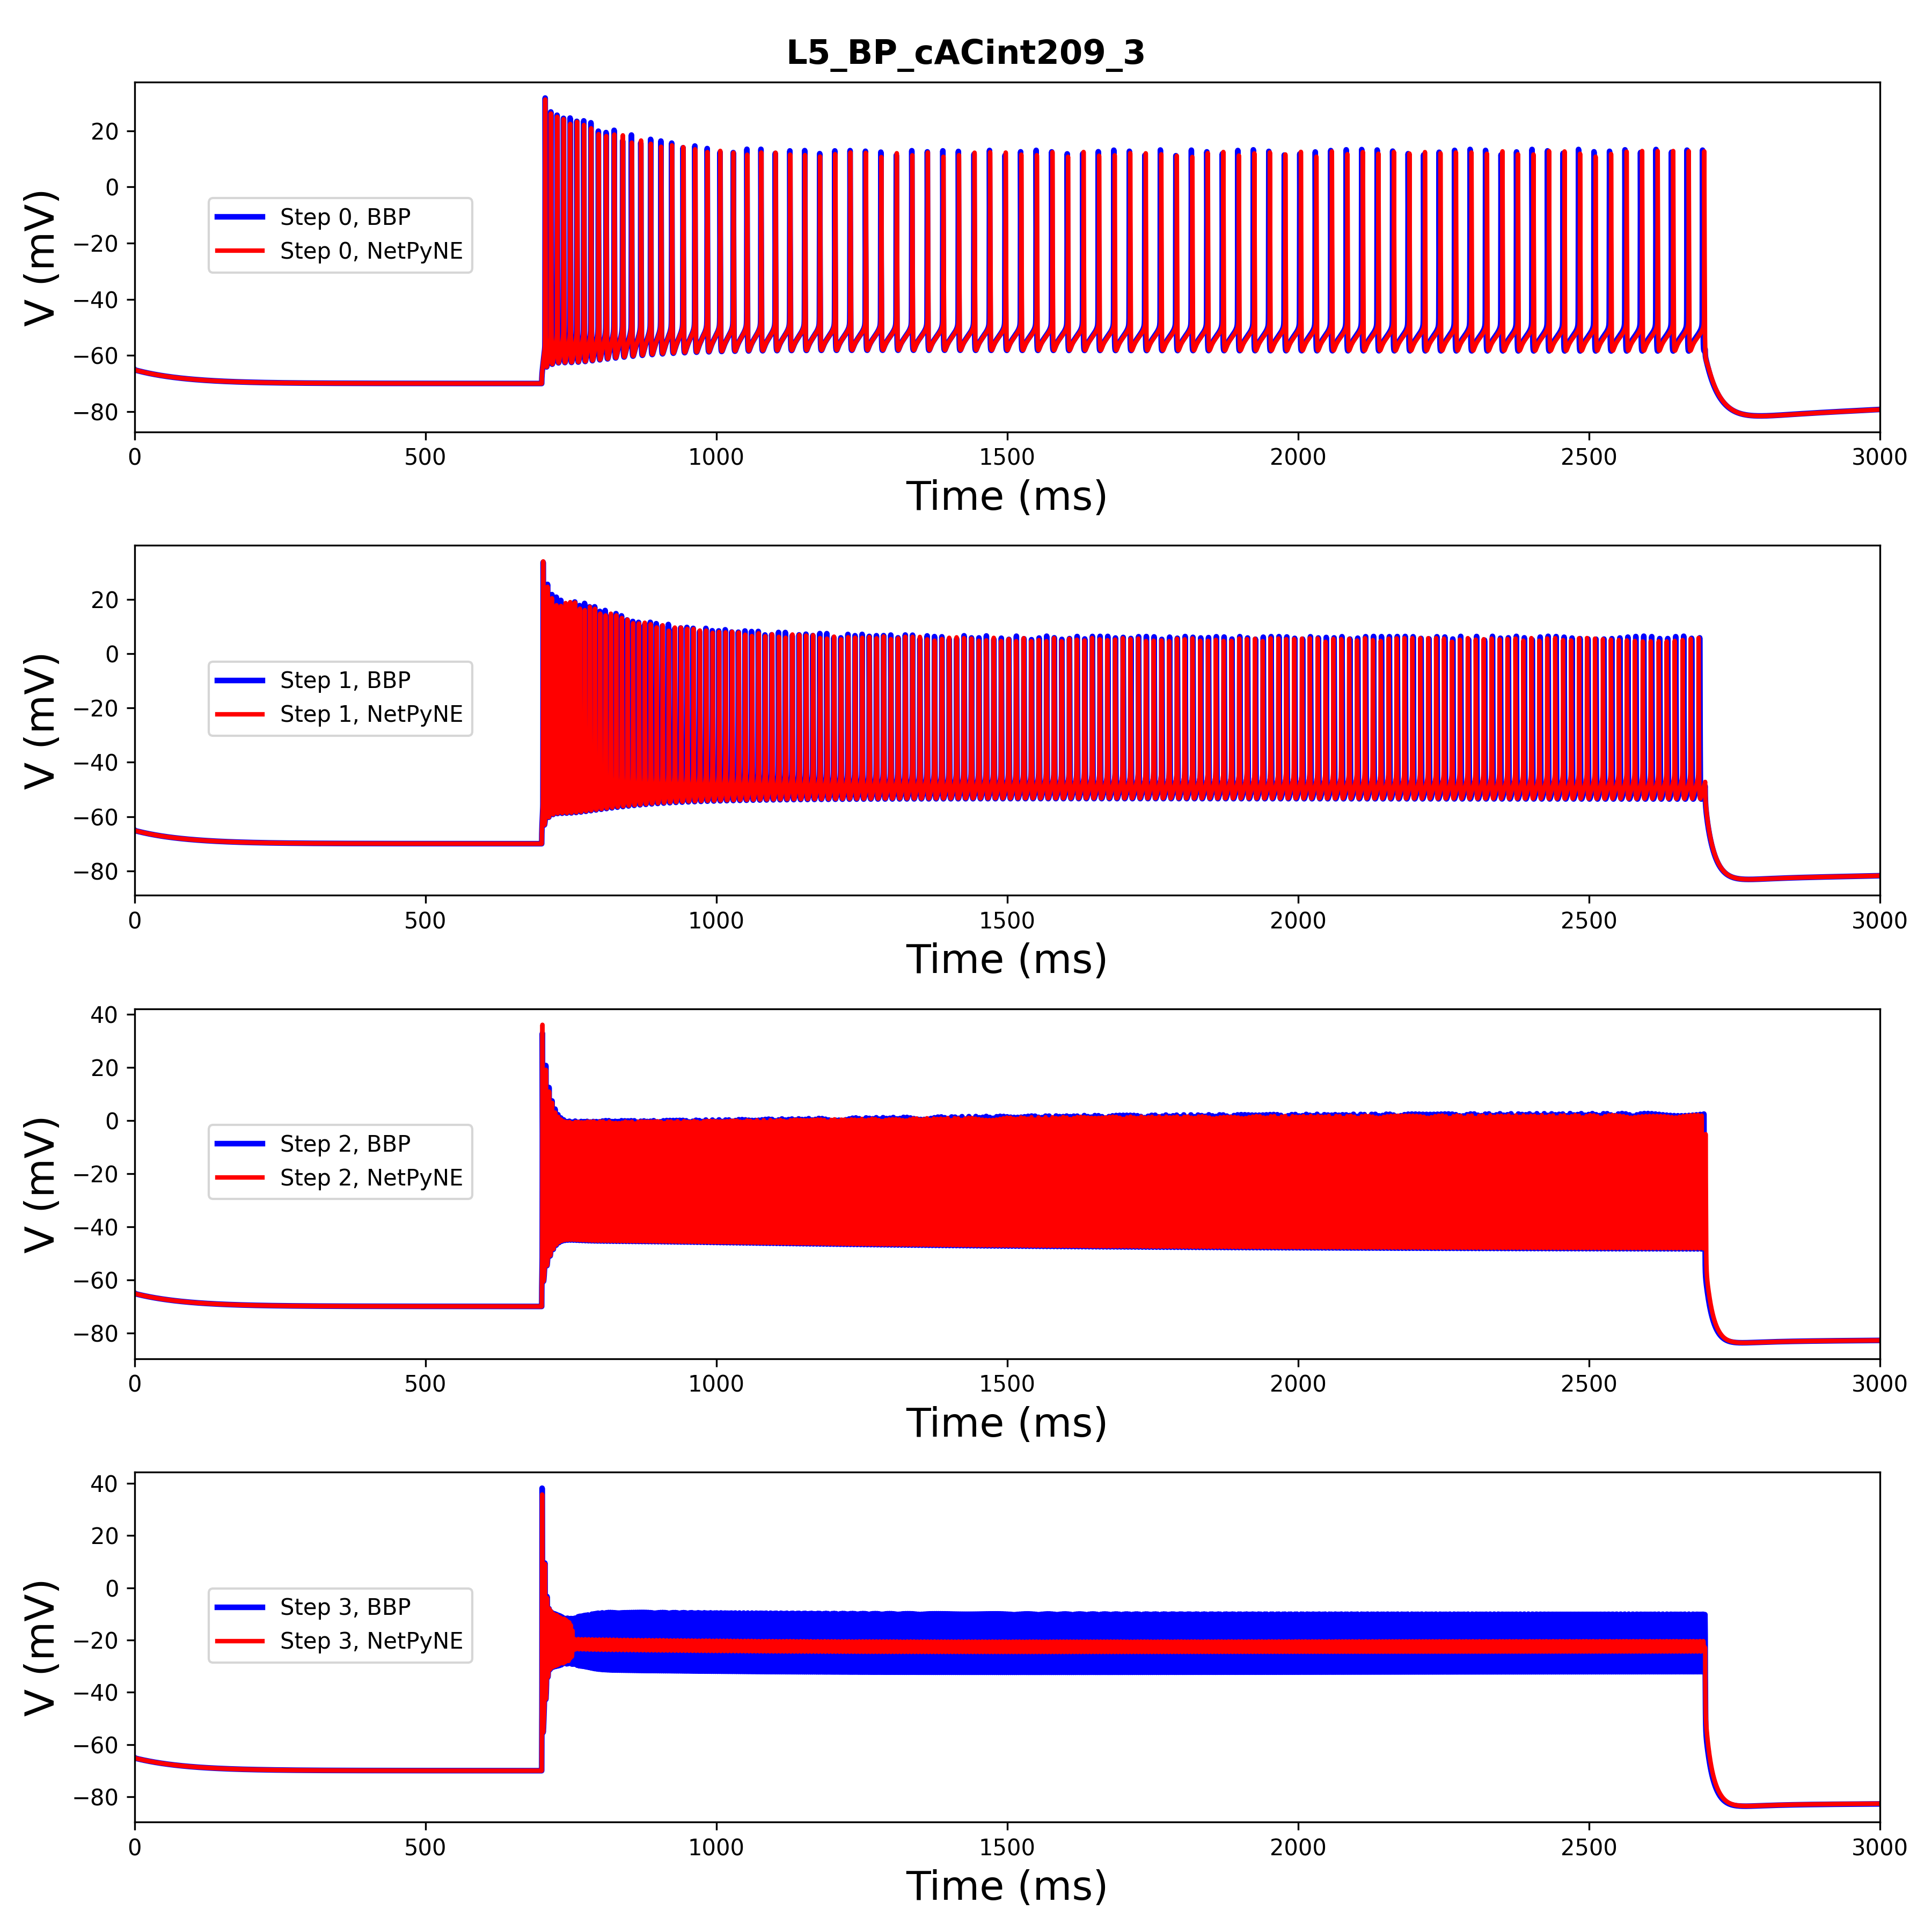 L5_BP_cACint209_3
20
0
−20
−40
−60
−80
V (mV)
Step 0, BBP
Step 0, NetPyNE
0 500 1000 1500 2000 2500 3000
Time (ms)
20
0
−20
−40
−60
−80
V (mV)
Step 1, BBP
Step 1, NetPyNE
0 500 1000 1500 2000 2500 3000
Time (ms)
40
20
0
−20
−40
−60
−80
V (mV)
Step 2, BBP
Step 2, NetPyNE
0 500 1000 1500 2000 2500 3000
Time (ms)
40
20
0
−20
−40
−60
−80
V (mV)
Step 3, BBP
Step 3, NetPyNE
0 500 1000 1500 2000 2500 3000
Time (ms)